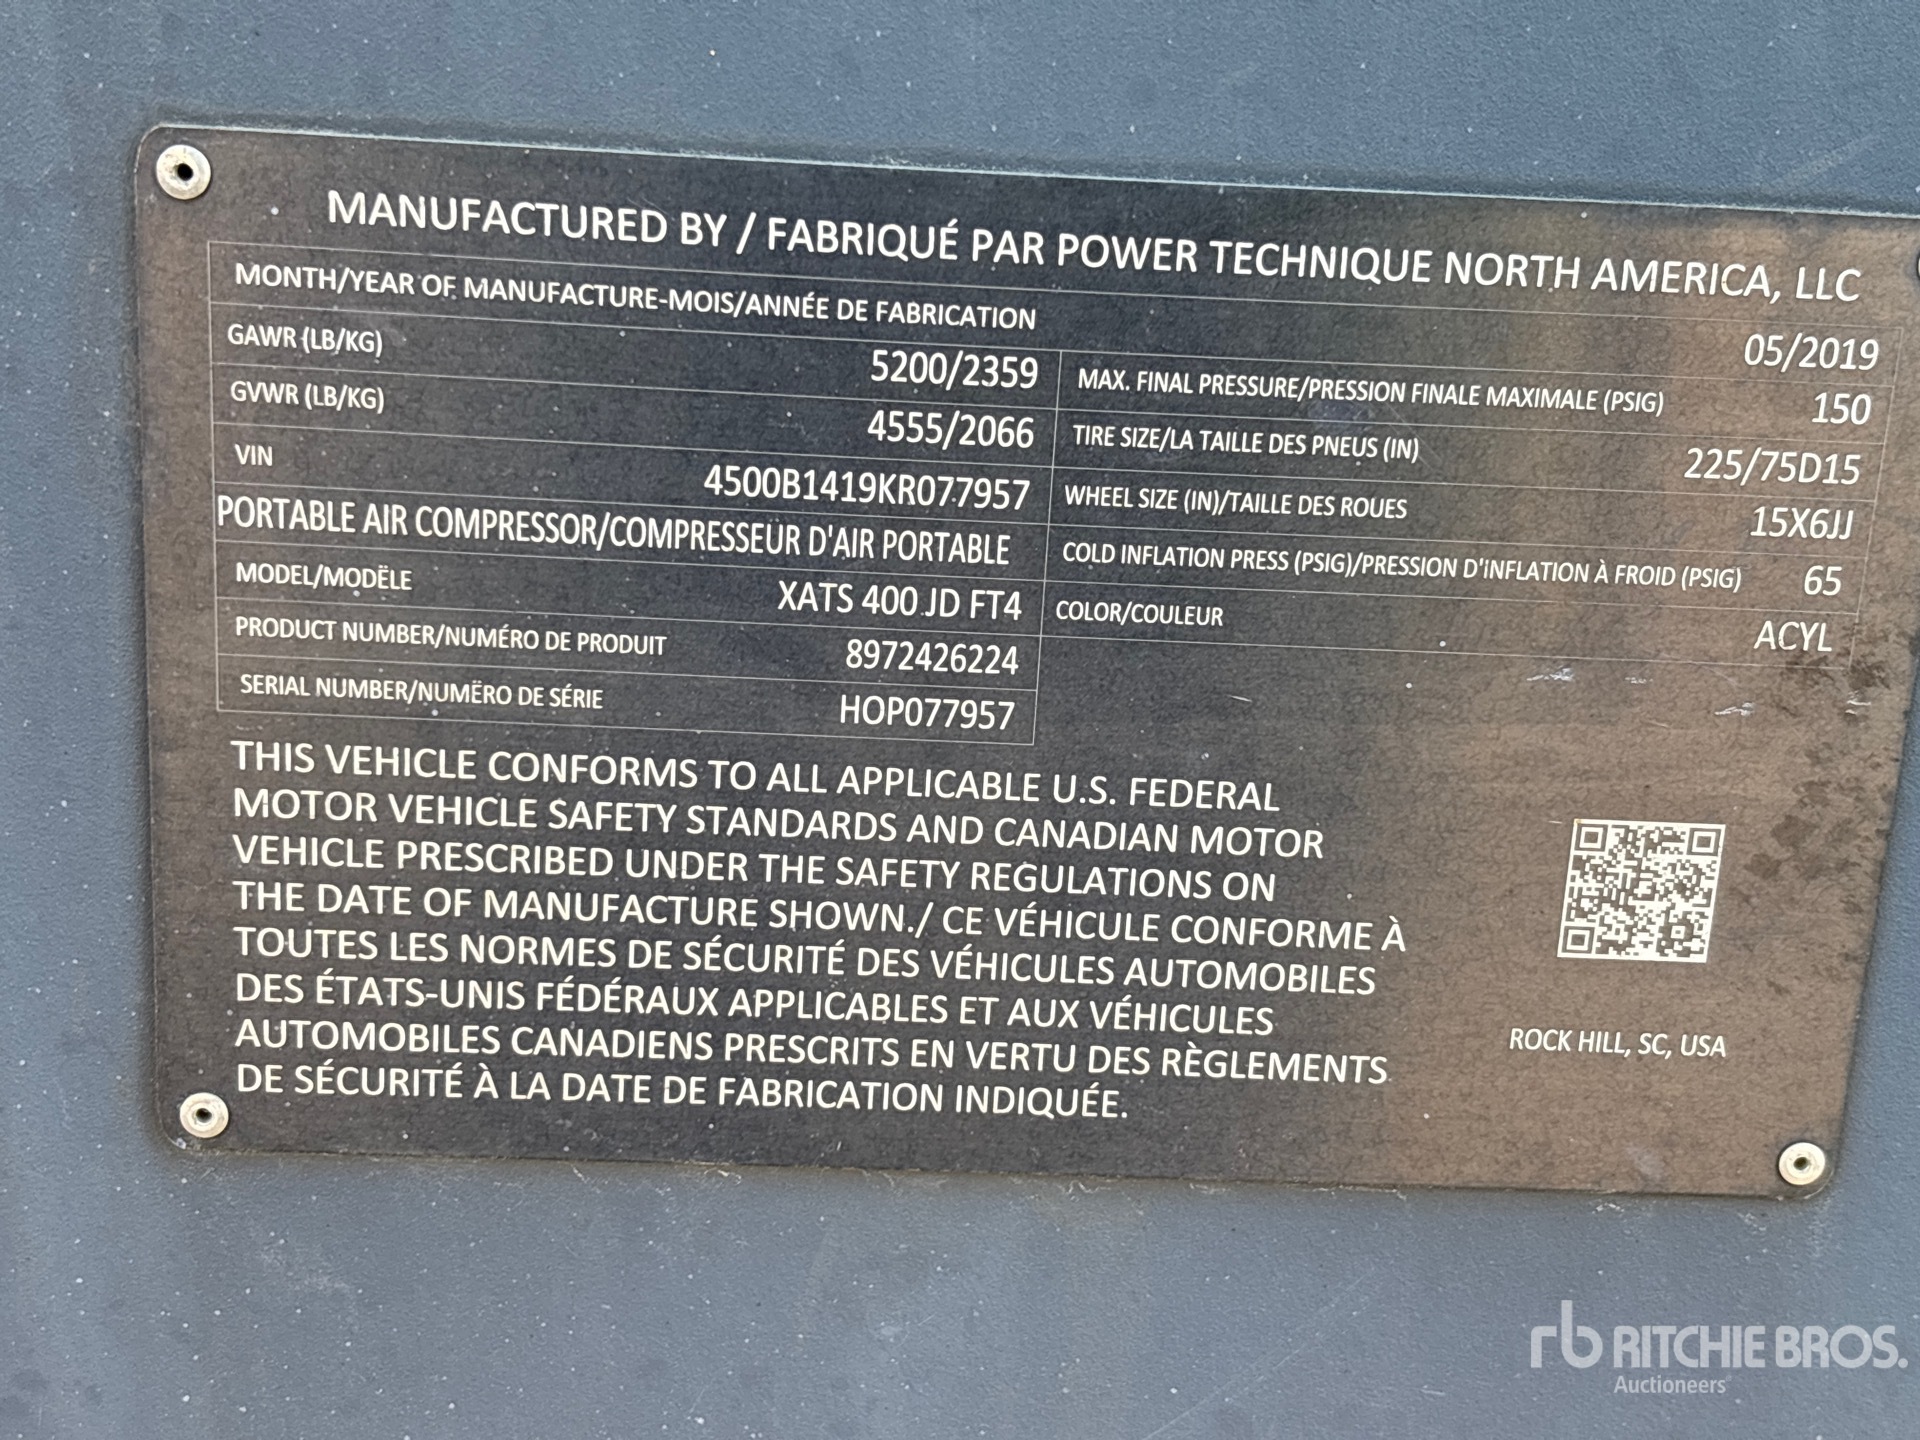 MANUFACTURED BY / FABRIQUÉ PAR POWER TECHNIQUE NORTH AMERICA, LLC
MONTH/YEAR OF MANUFACTURE-MOIS/ANNÉE DE FABRICATION 05/2019
GAWR (LB/KG) 5200/2359 MAX. FINAL PRESSURE/PRESSION FINALE MAXIMALE (PSIG) 150
GVWR (LB/KG) 4555/2066 TIRE SIZE/LA TAILLE DES PNEUS (IN) 225/75D15
VIN 4500B1419KR077957 WHEEL SIZE (IN)/TAILLE DES ROUES 15X6JJ
PORTABLE AIR COMPRESSOR/COMPRESSEUR D'AIR PORTABLE COLD INFLATION PRESS (PSIG)/PRESSION D'INFLATION À FROID (PSIG) 65
MODEL/MODËLE XATS 400 JD FT4 COLOR/COULEUR ACYL
PRODUCT NUMBER/NUMÉRO DE PRODUIT 8972426224
SERIAL NUMBER/NUMËRO DE SÉRIE HOP077957
THIS VEHICLE CONFORMS TO ALL APPLICABLE U.S. FEDERAL
MOTOR VEHICLE SAFETY STANDARDS AND CANADIAN MOTOR
VEHICLE PRESCRIBED UNDER THE SAFETY REGULATIONS ON
THE DATE OF MANUFACTURE SHOWN./ CE VÉHICULE CONFORME À
TOUTES LES NORMES DE SÉCURITÉ DES VÉHICULES AUTOMOBILES
DES ÉTATS-UNIS FÉDÉRAUX APPLICABLES ET AUX VÉHICULES
AUTOMOBILES CANADIENS PRESCRITS EN VERTU DES RÈGLEMENTS
DE SÉCURITÉ À LA DATE DE FABRICATION INDIQUÉE.
ROCK HILL, SC, USA
rb RITCHIE BROS.
Auctioneers